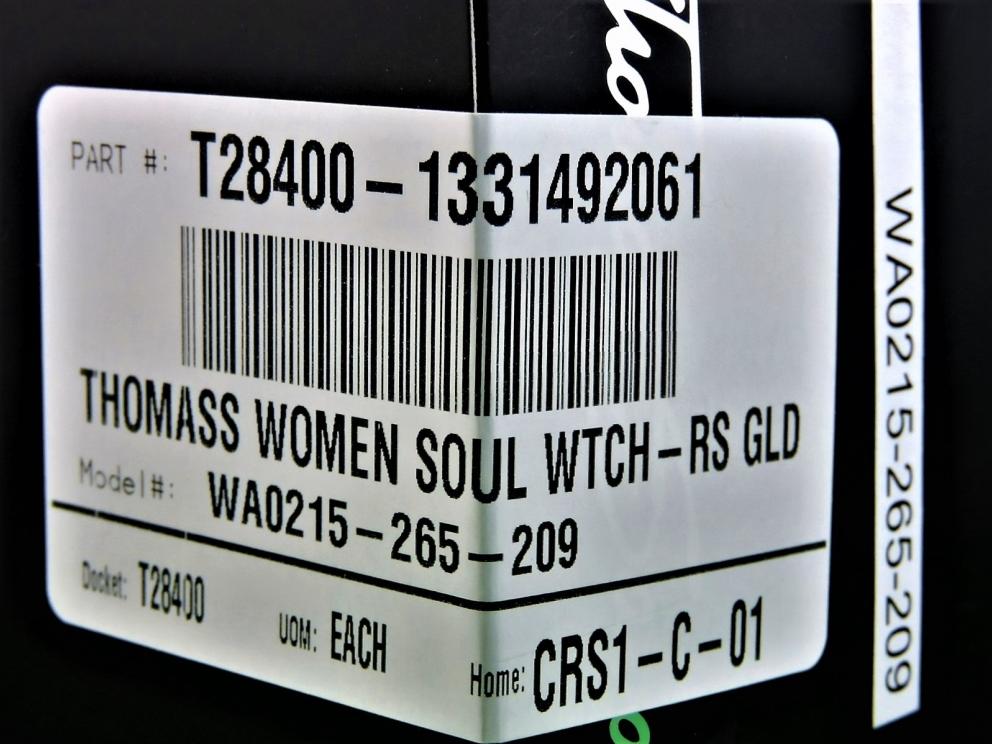 PART #: T28400-1331492061
THOMASS WOMEN SOUL WTCH-RS GLD
Model#: WA0215-265-209
Docket: T28400
UOM: EACH
Home: CRS1-C-01
WA0215-265-209
Tho